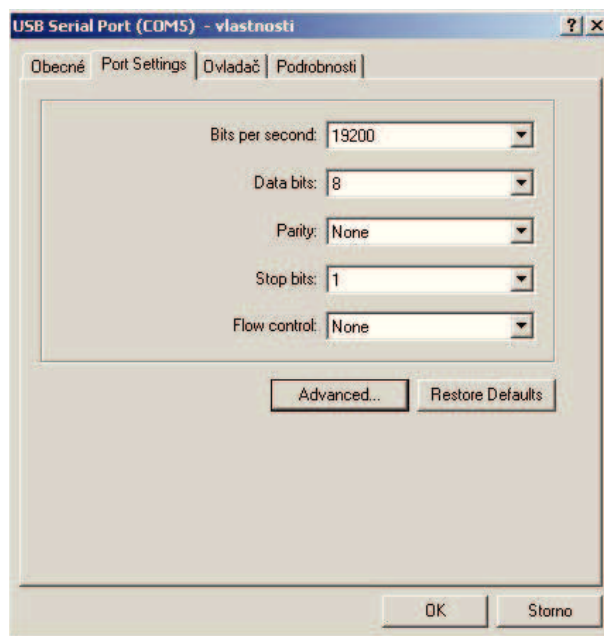 USB Serial Port (COM5) - vlastnosti
Obecné Port Settings Ovladač Podrobnosti
Bits per second: 19200
Data bits: 8
Parity: None
Stop bits: 1
Flow control: None
Advanced... Restore Defaults
OK Storno